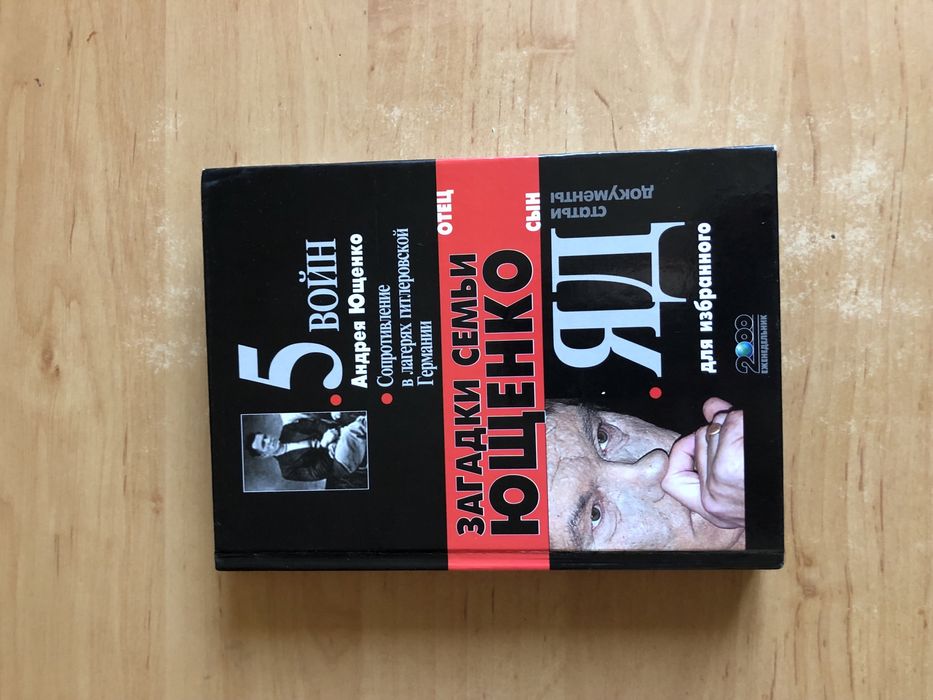 5
ВОЙН
Андрея Ющенко
Сопротивление
в лагерях гитлеровской
Германии
ОТЕЦ
ЗАГАДКИ СЕМЬИ
ЮЩЕНКО
СЫН
статьи
документы
ЯД
для избранного
2000
ЕЖЕНЕДЕЛЬНИК